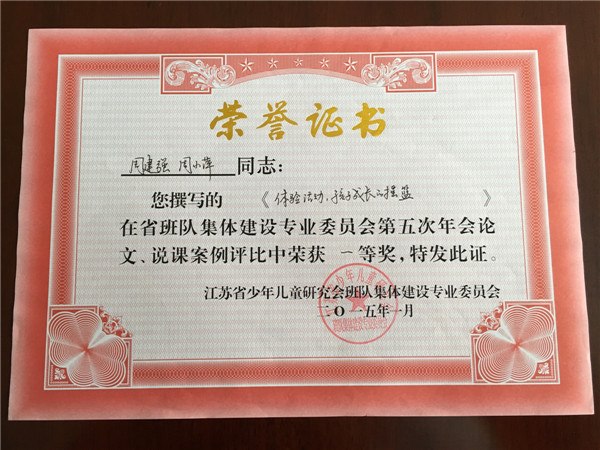 荣誉证书
周建强 周小萍 同志:
您撰写的 《体验活动,孩子成长的摇篮》
在省班队集体建设专业委员会第五次年会论
文、说课案例评比中荣获 一等奖,特发此证。
江苏省少年儿童研究会班队集体建设专业委员会
二〇一五年一月